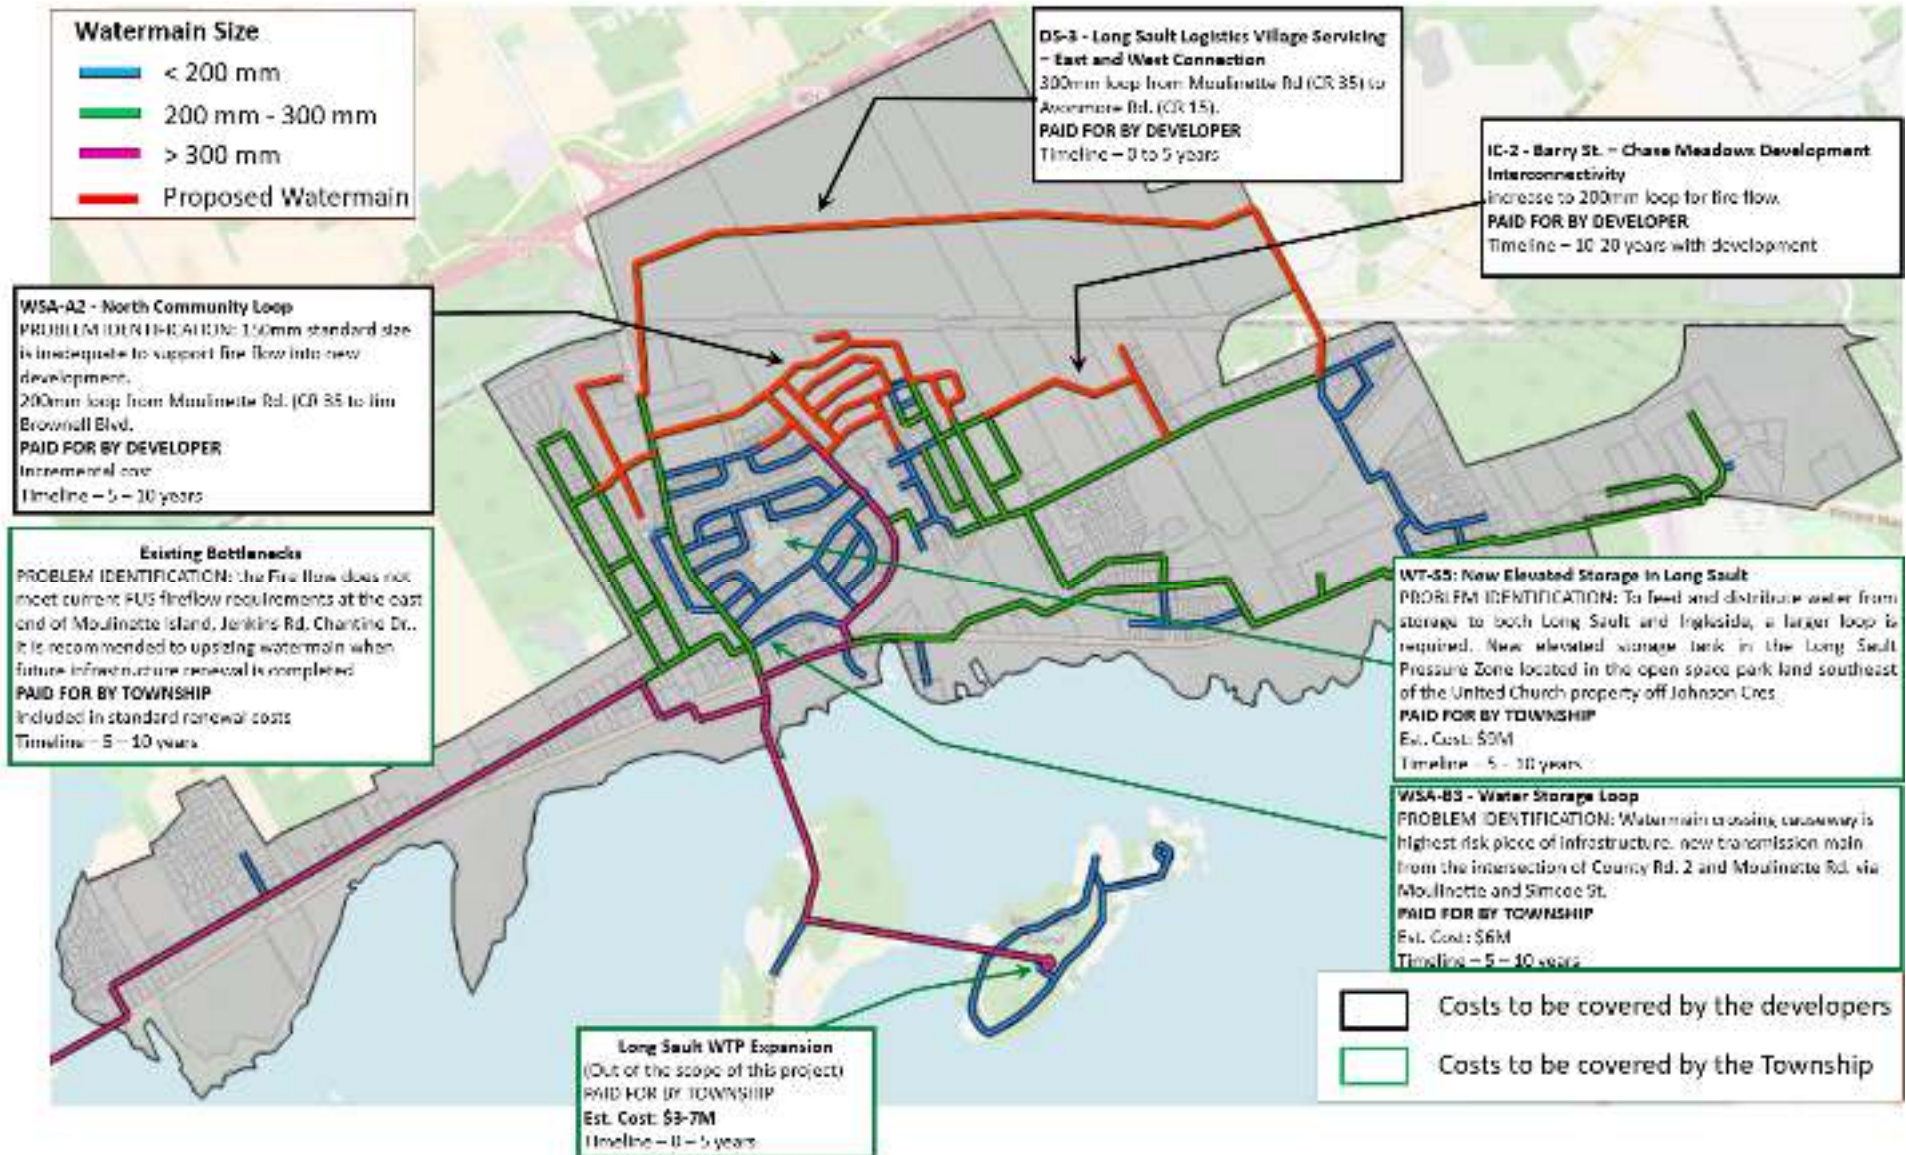 Watermain Size
< 200 mm
200 mm - 300 mm
> 300 mm
Proposed Watermain
DS-3 - Long Sault Logistics Village Servicing
– East and West Connection
300mm loop from Moulinette Rd (CR 35) to
Avonmore Rd. (CR 15).
PAID FOR BY DEVELOPER
Timeline – 0 to 5 years
IC-2 - Barry St. – Chase Meadows Development
Interconnectivity
increase to 200mm loop for fire flow.
PAID FOR BY DEVELOPER
Timeline – 10-20 years with development
WSA-A2 - North Community Loop
PROBLEM IDENTIFICATION: 150mm standard size
is inadequate to support fire flow into new
development.
200mm loop from Moulinette Rd. (CR 35 to Jim
Brownell Blvd.
PAID FOR BY DEVELOPER
Incremental cost
Timeline – 5 – 10 years
Existing Bottlenecks
PROBLEM IDENTIFICATION: the Fire flow does not
meet current FUS fireflow requirements at the east
end of Moulinette Island, Jenkins Rd, Chantine Dr..
It is recommended to upsizing watermain when
future infrastructure renewal is completed
PAID FOR BY TOWNSHIP
Included in standard renewal costs
Timeline – 5 – 10 years
WT-S5: New Elevated Storage in Long Sault
PROBLEM IDENTIFICATION: To feed and distribute water from
storage to both Long Sault and Ingleside, a larger loop is
required. New elevated storage tank in the Long Sault
Pressure Zone located in the open space park land southeast
of the United Church property off Johnson Cres
PAID FOR BY TOWNSHIP
Est. Cost: $9M
Timeline – 5 - 10 years
WSA-B3 - Water Storage Loop
PROBLEM IDENTIFICATION: Watermain crossing causeway is
highest risk piece of infrastructure. new transmission main
from the intersection of County Rd. 2 and Moulinette Rd. via
Moulinette and Simcoe St.
PAID FOR BY TOWNSHIP
Est. Cost: $6M
Timeline – 5 – 10 years
Long Sault WTP Expansion
(Out of the scope of this project)
PAID FOR BY TOWNSHIP
Est. Cost: $3-7M
Timeline – 0 – 5 years
Costs to be covered by the developers
Costs to be covered by the Township